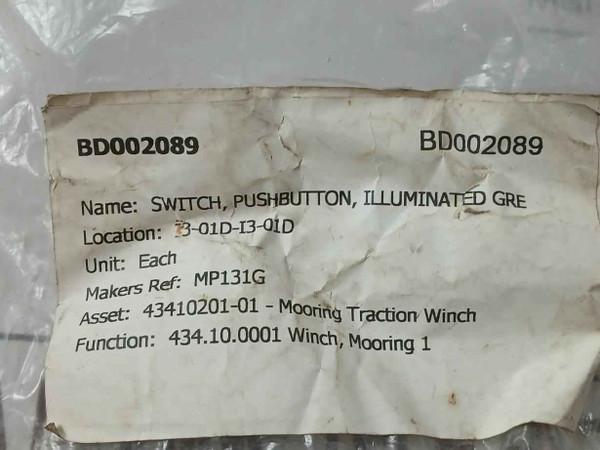 BD002089 BD002089
Name: SWITCH, PUSHBUTTON, ILLUMINATED GRE
Location: I3-01D-I3-01D
Unit: Each
Makers Ref: MP131G
Asset: 43410201-01 - Mooring Traction Winch
Function: 434.10.0001 Winch, Mooring 1